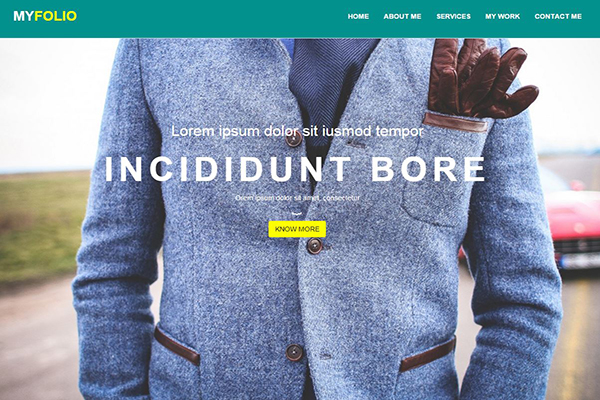 MYFOLIO
HOME ABOUT ME SERVICES MY WORK CONTACT ME
Lorem ipsum dolor sit iusmod tempor
INCIDIDUNT BORE
Orem ipsum dolor sit amet, consectetur
KNOW MORE